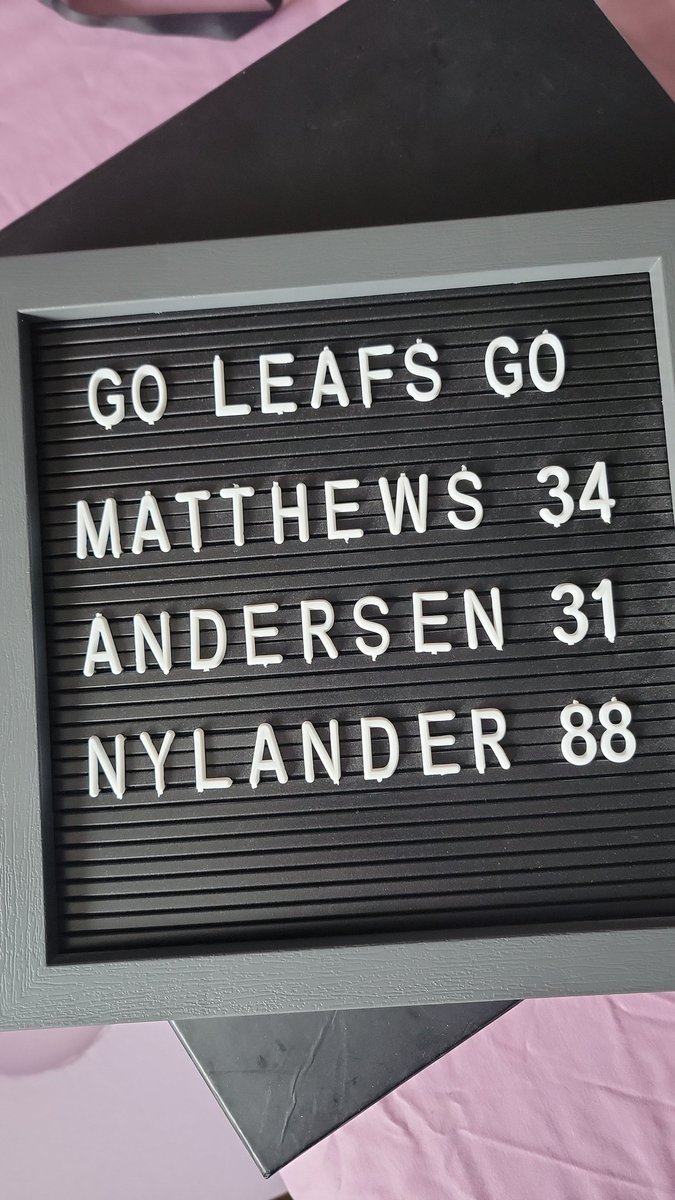 GO LEAFS GO
MATTHEWS 34
ANDERSEN 31
NYLANDER 88